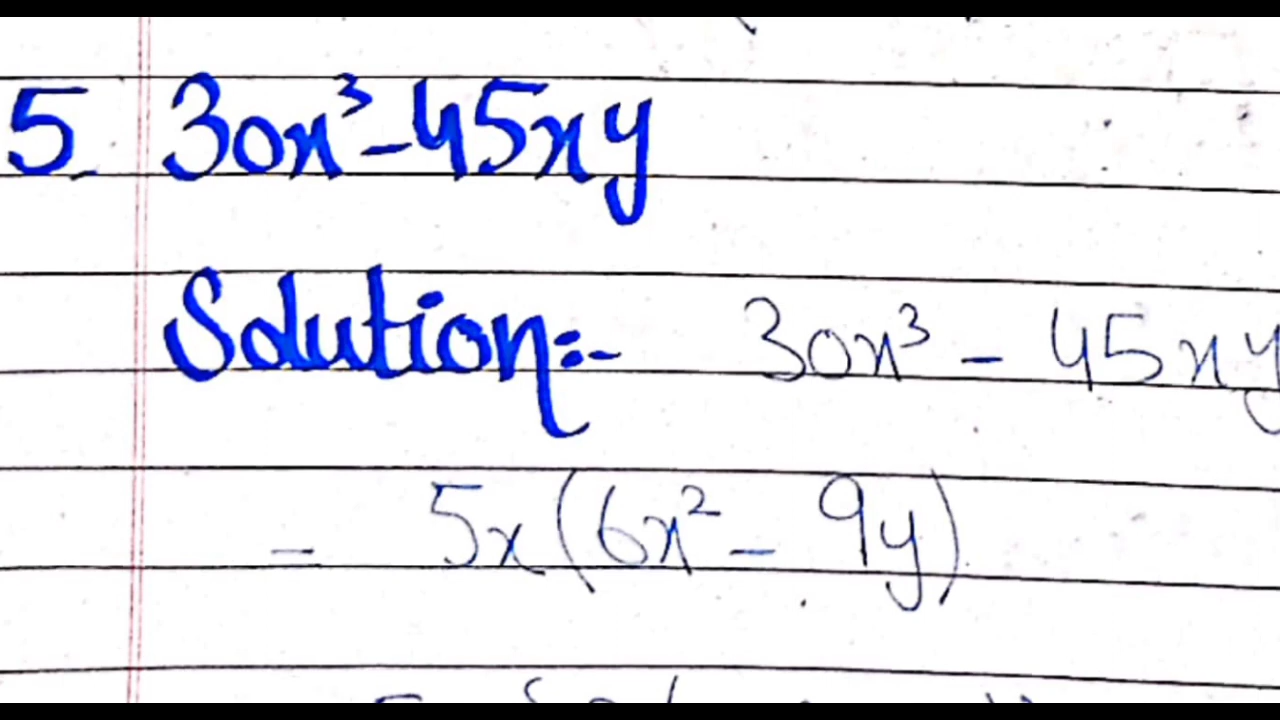 5. 30x³-45xy
Solution:- 30x³ - 45xy
- 5x(6x² - 9y)